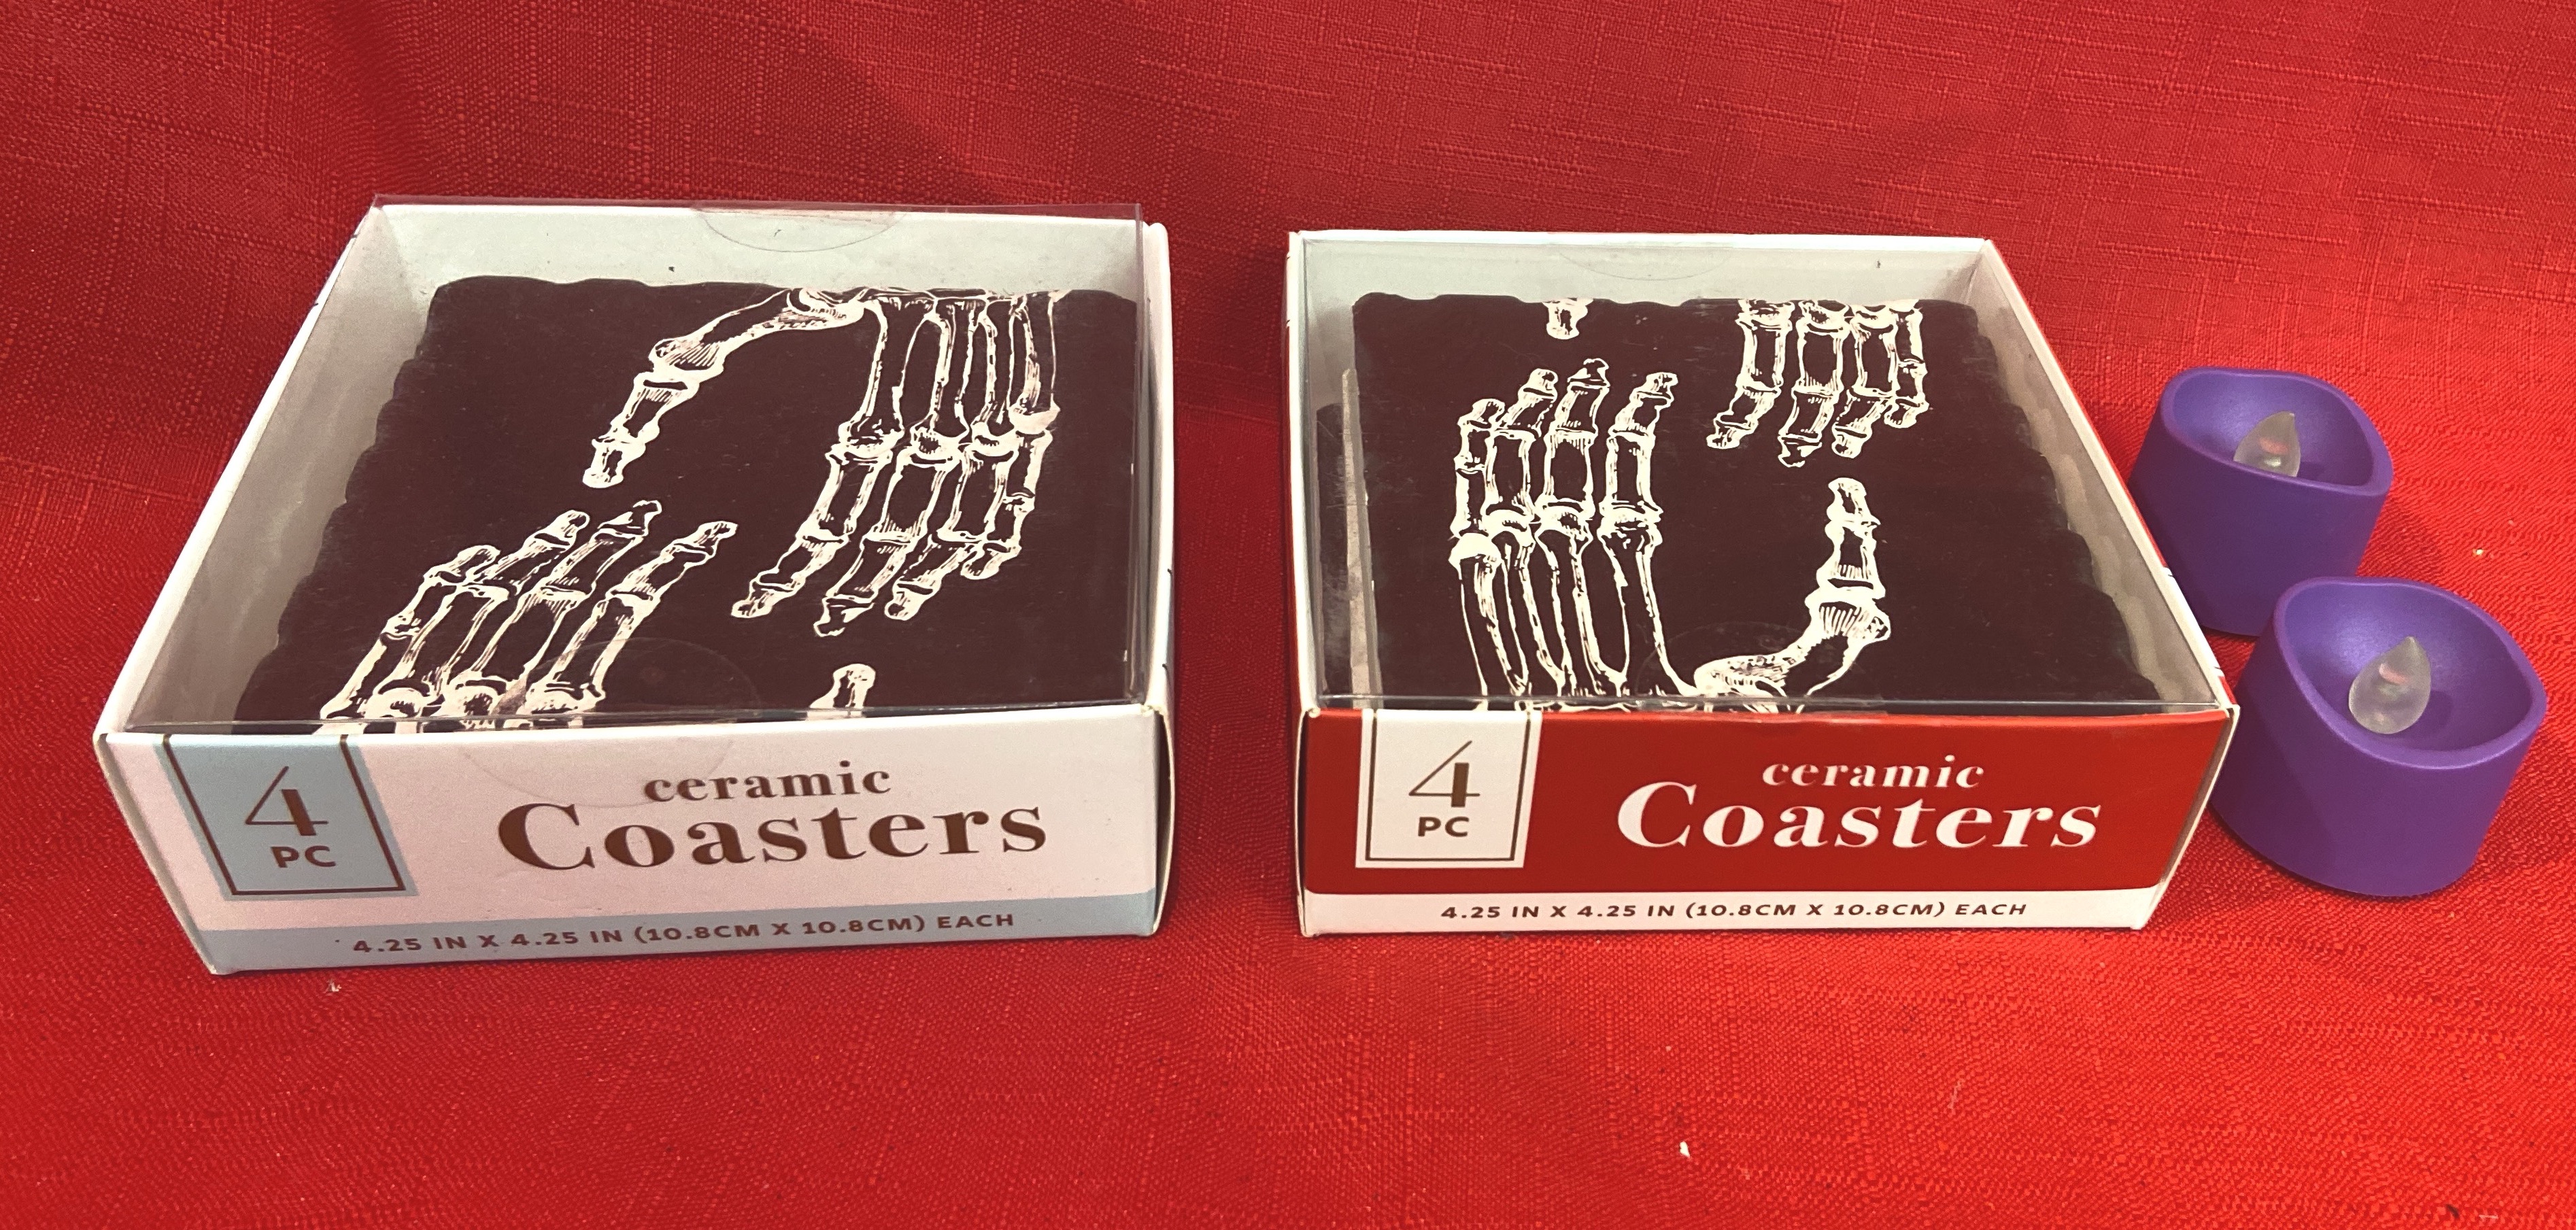 4
PC
ceramic
Coasters
4.25 IN X 4.25 IN (10.8CM X 10.8CM) EACH
4
PC
ceramic
Coasters
4.25 IN X 4.25 IN (10.8CM X 10.8CM) EACH